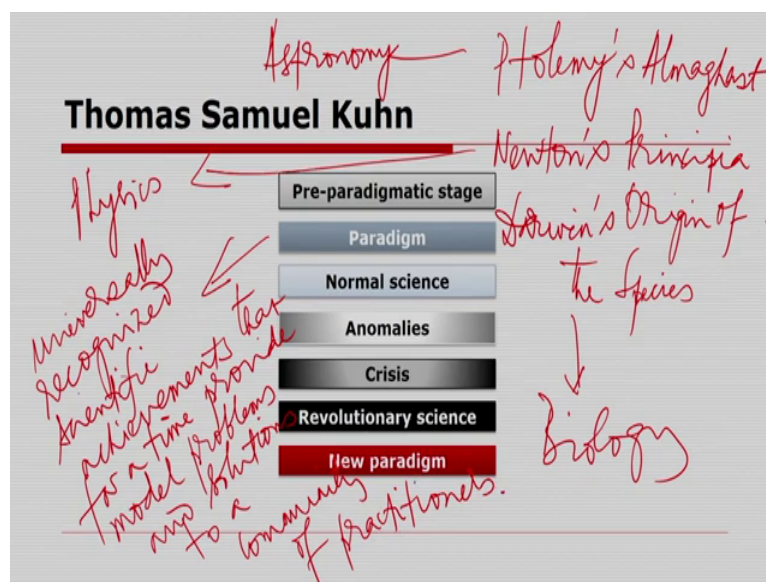 Astronomy Ptolemy's Almaghast
Thomas Samuel Kuhn
Newton's Principia
Physics
Pre-paradigmatic stage
Paradigm
Darwin's Origin of
the Species
Normal science
Anomalies
Crisis
Revolutionary science
New paradigm
Biology
universally
recognized
scientific
achievements that
for a time provide
model problems
and solutions
to a
community
of practitioners.